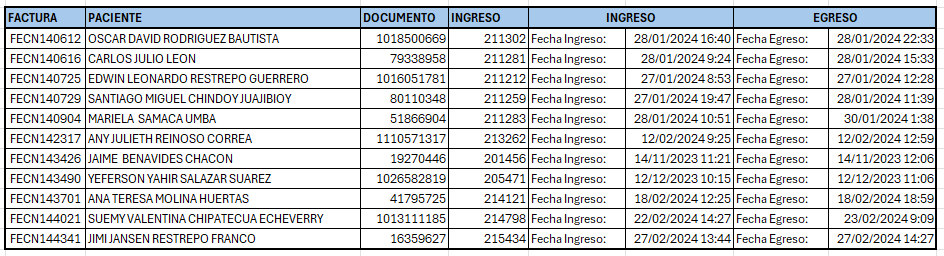 FACTURA PACIENTE DOCUMENTO INGRESO INGRESO EGRESO
FECN140612 OSCAR DAVID RODRIGUEZ BAUTISTA 1018500669 211302 Fecha Ingreso: 28/01/2024 16:40 Fecha Egreso: 28/01/2024 22:33
FECN140616 CARLOS JULIO LEON 79338958 211281 Fecha Ingreso: 28/01/2024 9:24 Fecha Egreso: 28/01/2024 15:33
FECN140725 EDWIN LEONARDO RESTREPO GUERRERO 1016051781 211212 Fecha Ingreso: 27/01/2024 8:53 Fecha Egreso: 27/01/2024 12:28
FECN140729 SANTIAGO MIGUEL CHINDOY JUAJIBIOY 80110348 211259 Fecha Ingreso: 27/01/2024 19:47 Fecha Egreso: 28/01/2024 11:39
FECN140904 MARIELA SAMACA UMBA 51866904 211283 Fecha Ingreso: 28/01/2024 10:51 Fecha Egreso: 30/01/2024 1:38
FECN142317 ANY JULIETH REINOSO CORREA 1110571317 213262 Fecha Ingreso: 12/02/2024 9:25 Fecha Egreso: 12/02/2024 12:59
FECN143426 JAIME BENAVIDES CHACON 19270446 201456 Fecha Ingreso: 14/11/2023 11:21 Fecha Egreso: 14/11/2023 12:06
FECN143490 YEFERSON YAHIR SALAZAR SUAREZ 1026582819 205471 Fecha Ingreso: 12/12/2023 10:15 Fecha Egreso: 12/12/2023 11:06
FECN143701 ANA TERESA MOLINA HUERTAS 41795725 214121 Fecha Ingreso: 18/02/2024 12:25 Fecha Egreso: 18/02/2024 18:59
FECN144021 SUEMY VALENTINA CHIPATECUA ECHEVERRY 1013111185 214798 Fecha Ingreso: 22/02/2024 14:27 Fecha Egreso: 23/02/2024 9:09
FECN144341 JIMI JANSEN RESTREPO FRANCO 16359627 215434 Fecha Ingreso: 27/02/2024 13:44 Fecha Egreso: 27/02/2024 14:27